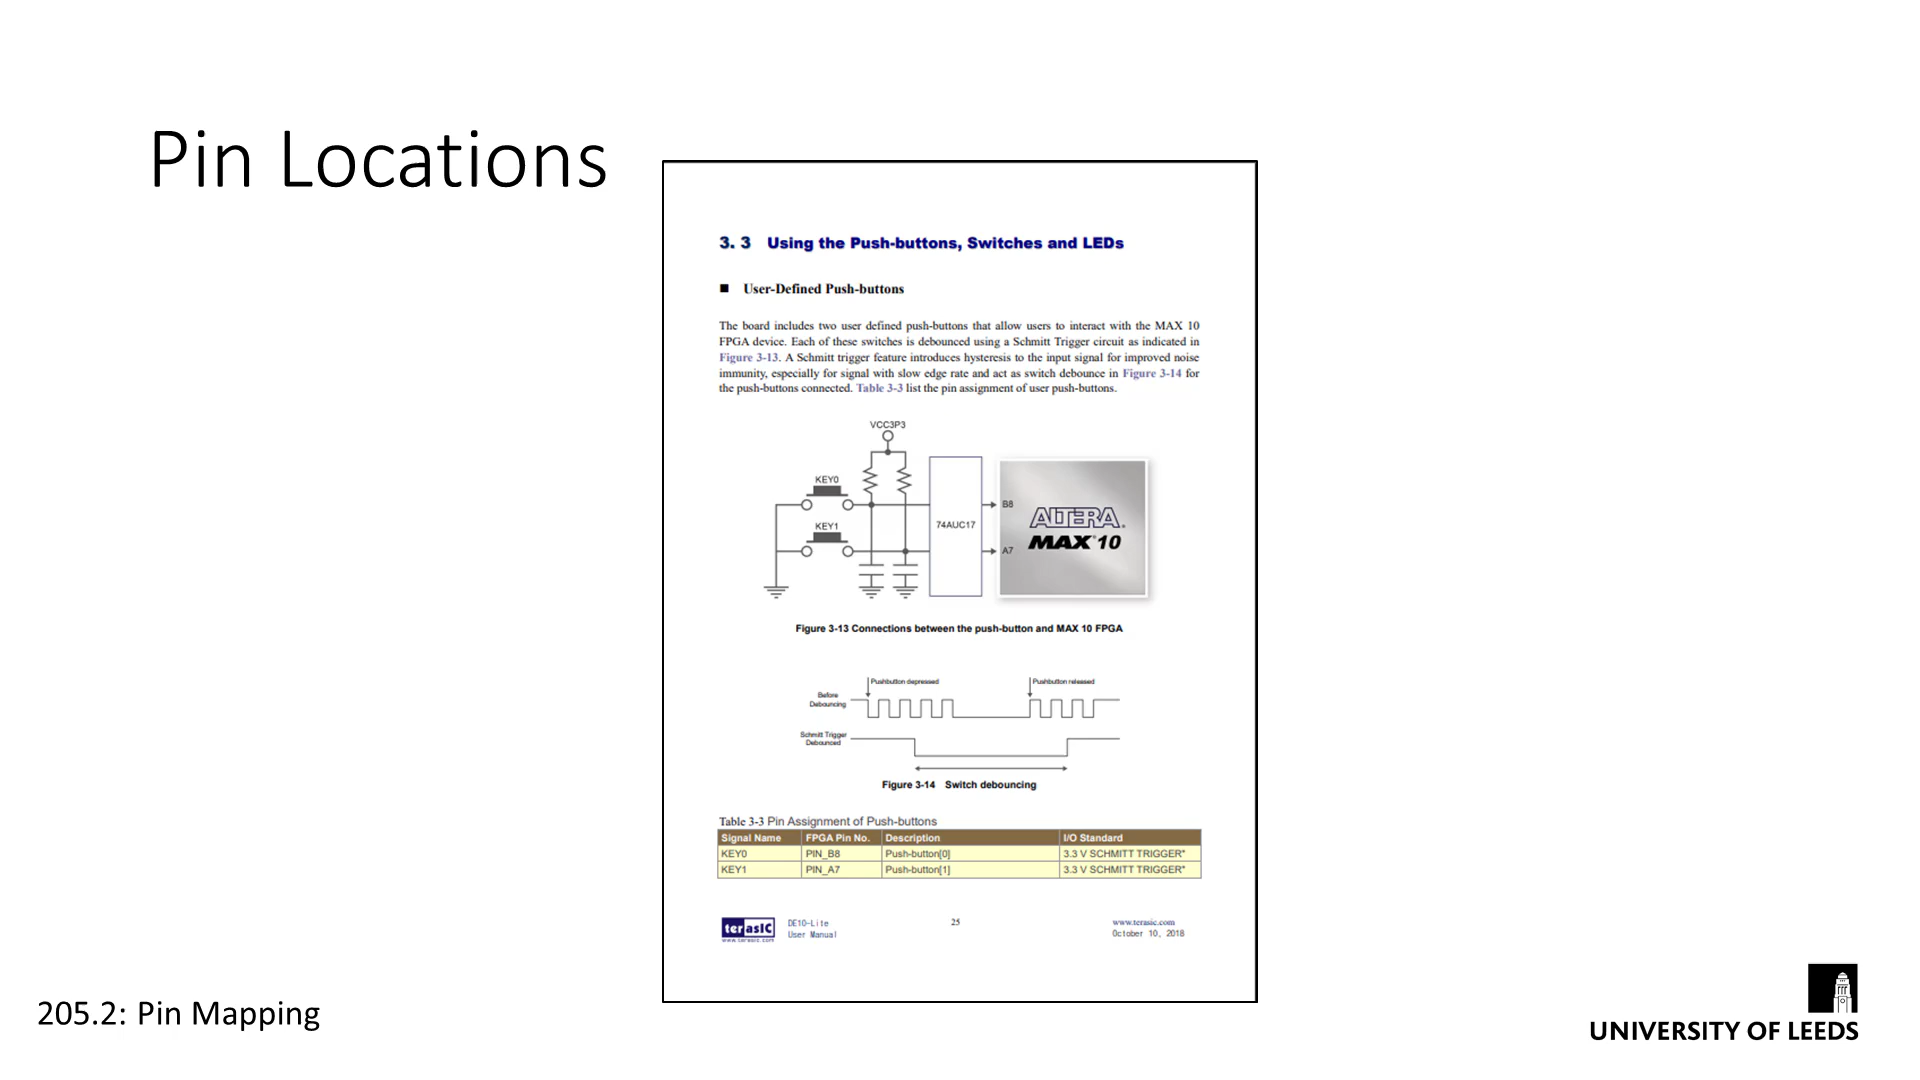 Pin Locations
3. 3 Using the Push-buttons, Switches and LEDs
■ User-Defined Push-buttons
The board includes two user defined push-buttons that allow users to interact with the MAX 10
FPGA device. Each of these switches is debounced using a Schmitt Trigger circuit as indicated in
Figure 3-13. A Schmitt trigger feature introduces hysteresis to the input signal for improved noise
immunity, especially for signal with slow edge rate and act as switch debounce in Figure 3-14 for
the push-buttons connected. Table 3-3 list the pin assignment of user push-buttons.
VCC3P3
KEY0
KEY1
74AUC17
B8
A7
ALTERA.
MAX 10
Figure 3-13 Connections between the push-button and MAX 10 FPGA
Pushbutton depressed
Pushbutton released
Before
Debouncing
Schmitt Trigger
Debounced
Figure 3-14 Switch debouncing
Table 3-3 Pin Assignment of Push-buttons
Signal Name FPGA Pin No. Description I/O Standard
KEY0 PIN_B8 Push-button[0] 3.3 V SCHMITT TRIGGER*
KEY1 PIN_A7 Push-button[1] 3.3 V SCHMITT TRIGGER*
terasIC
www.terasic.com
DE10-Lite
User Manual
25
www.terasic.com
October 10, 2018
205.2: Pin Mapping
UNIVERSITY OF LEEDS